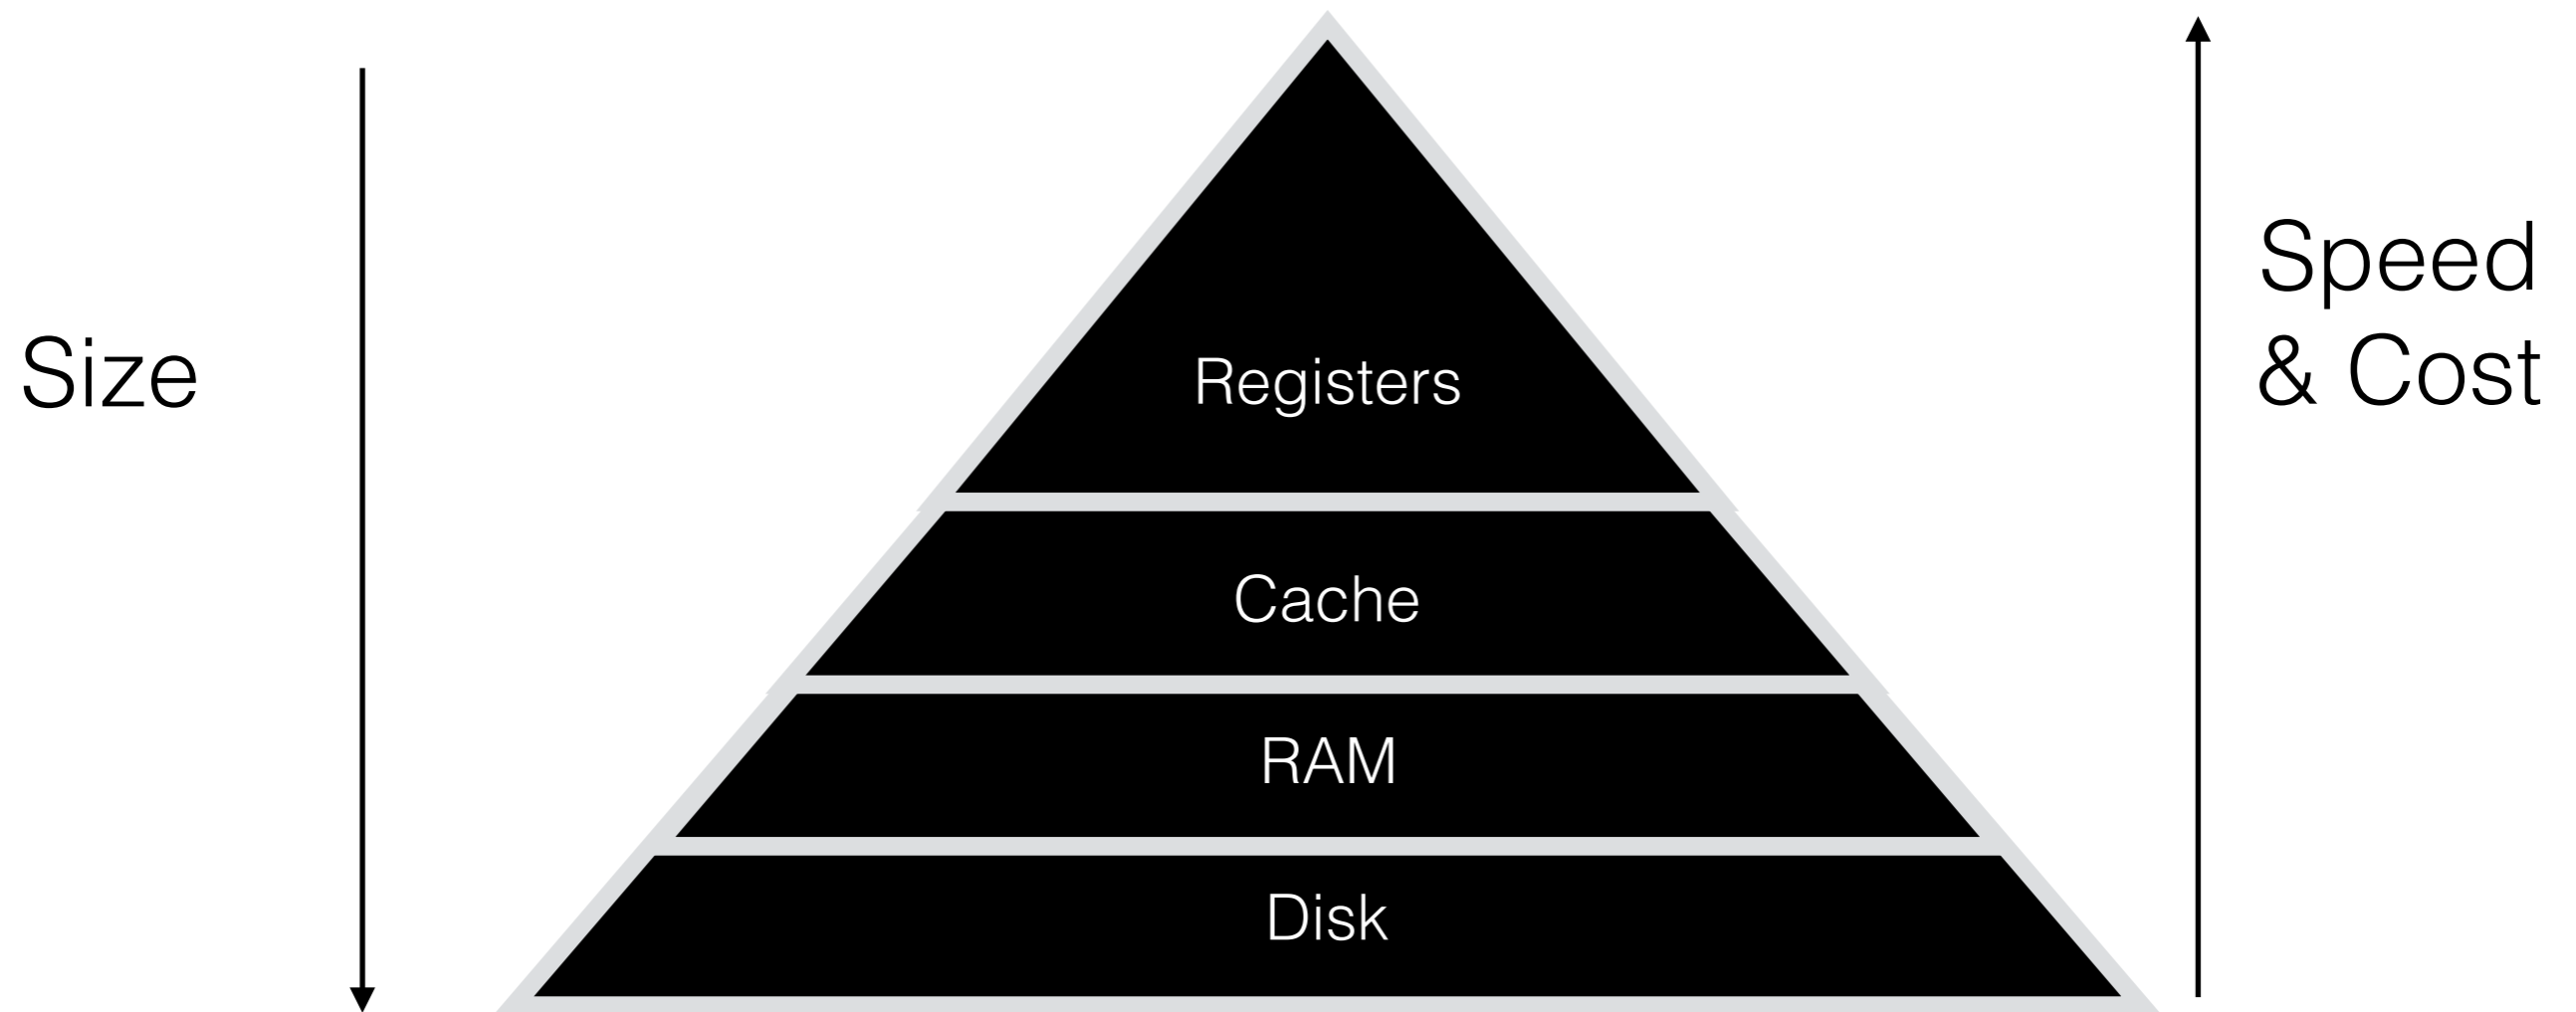 Size
Registers
Cache
RAM
Disk
Speed
& Cost